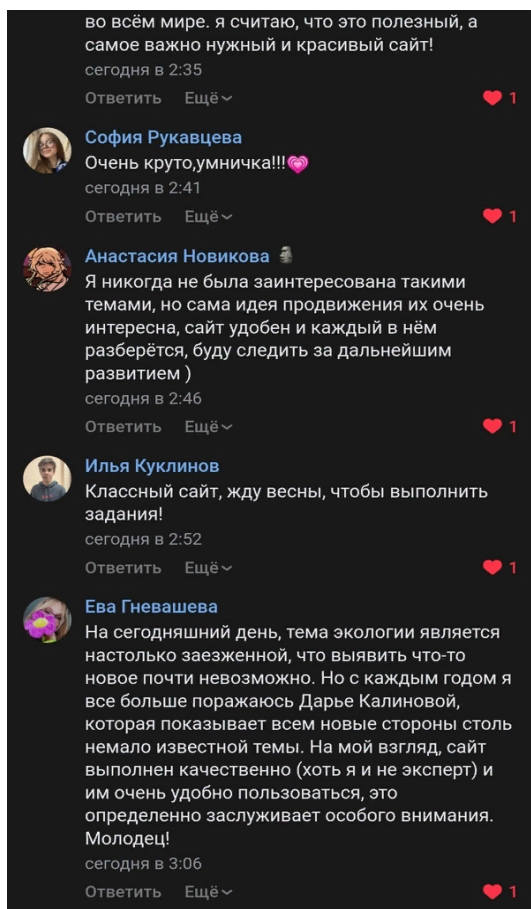 во всём мире. я считаю, что это полезный, а
самое важно нужный и красивый сайт!
сегодня в 2:35
Ответить Ещё
1
София Рукавцева
Очень круто,умничка!!!💗
сегодня в 2:41
Ответить Ещё
1
Анастасия Новикова 🗿
Я никогда не была заинтересована такими
темами, но сама идея продвижения их очень
интересна, сайт удобен и каждый в нём
разберётся, буду следить за дальнейшим
развитием )
сегодня в 2:46
Ответить Ещё
1
Илья Куклинов
Классный сайт, жду весны, чтобы выполнить
задания!
сегодня в 2:52
Ответить Ещё
1
Ева Гневашева
На сегодняшний день, тема экологии является
настолько заезженной, что выявить что-то
новое почти невозможно. Но с каждым годом я
все больше поражаюсь Дарье Калиновой,
которая показывает всем новые стороны столь
немало известной темы. На мой взгляд, сайт
выполнен качественно (хоть я и не эксперт) и
им очень удобно пользоваться, это
определенно заслуживает особого внимания.
Молодец!
сегодня в 3:06
Ответить Ещё
1